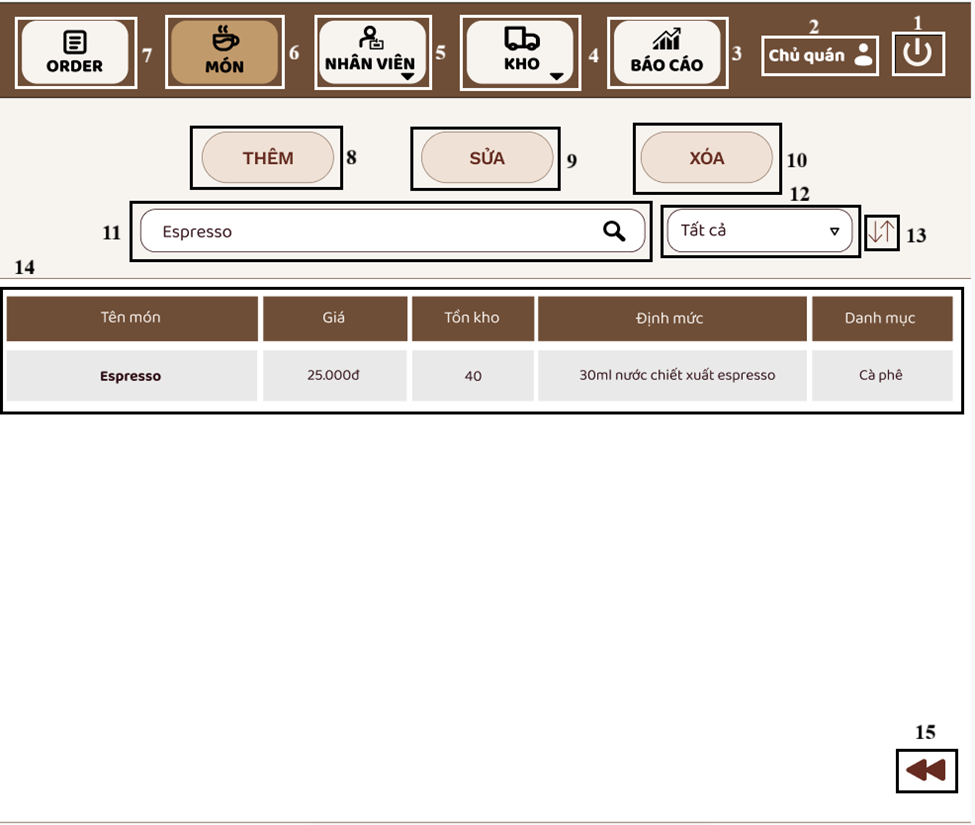 ORDER
7
MÓN
6
NHÂN VIÊN
5
KHO
4
BÁO CÁO
3
2
Chủ quán
1
THÊM
8
SỬA
9
XÓA
10
11
Espresso
12
Tất cả
13
14
Tên món Giá Tồn kho Định mức Danh mục
Espresso 25.000đ 40 30ml nước chiết xuất espresso Cà phê
15